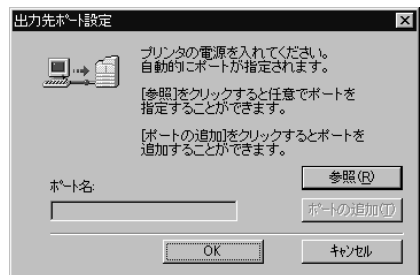 出力先ﾎﾟｰﾄ設定
プリンタの電源を入れてください。
自動的にポートが指定されます。
[参照]をクリックすると任意でポートを
指定することができます。
[ポートの追加]をクリックするとポートを
追加することができます。
参照(R)
ﾎﾟｰﾄ名:
ﾎﾟｰﾄの追加(T)
OK
ｷｬﾝｾﾙ